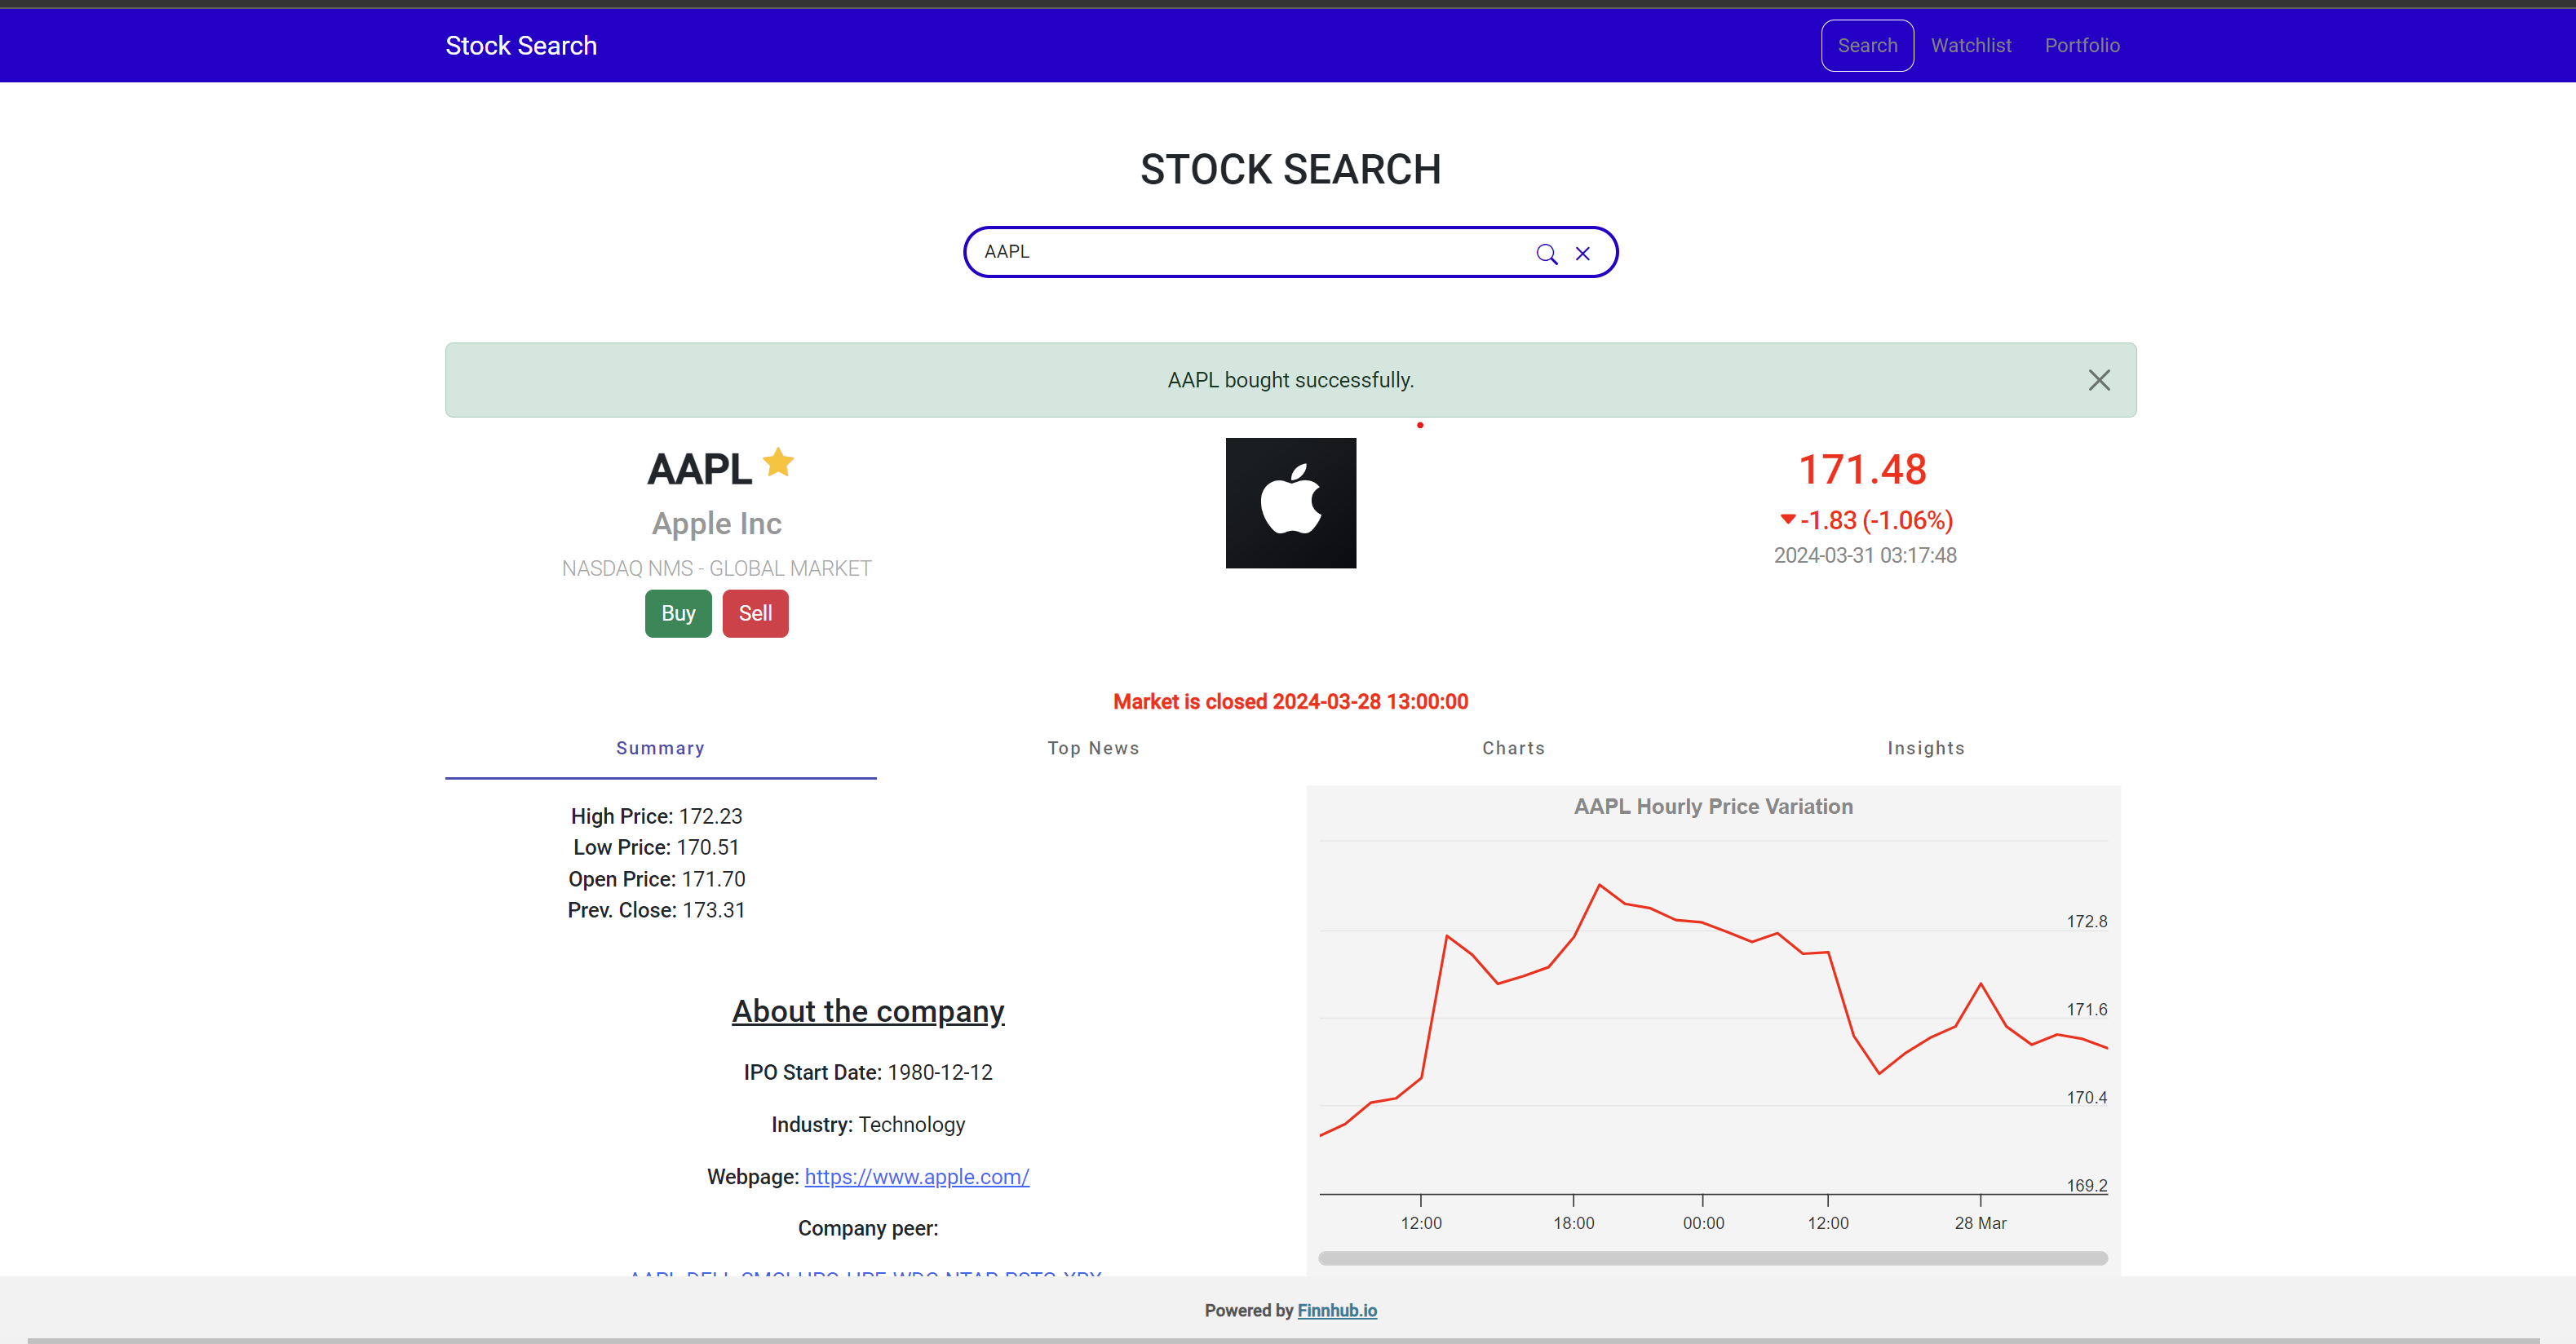 Stock Search
Search Watchlist Portfolio
STOCK SEARCH
AAPL
AAPL bought successfully.
AAPL
Apple Inc
NASDAQ NMS - GLOBAL MARKET
Buy Sell
171.48
-1.83 (-1.06%)
2024-03-31 03:17:48
Market is closed 2024-03-28 13:00:00
Summary Top News Charts Insights
High Price: 172.23
Low Price: 170.51
Open Price: 171.70
Prev. Close: 173.31
About the company
IPO Start Date: 1980-12-12
Industry: Technology
Webpage: https://www.apple.com/
Company peer:
AAPL Hourly Price Variation
172.8
171.6
170.4
169.2
12:00 18:00 00:00 12:00 28 Mar
Powered by Finnhub.io